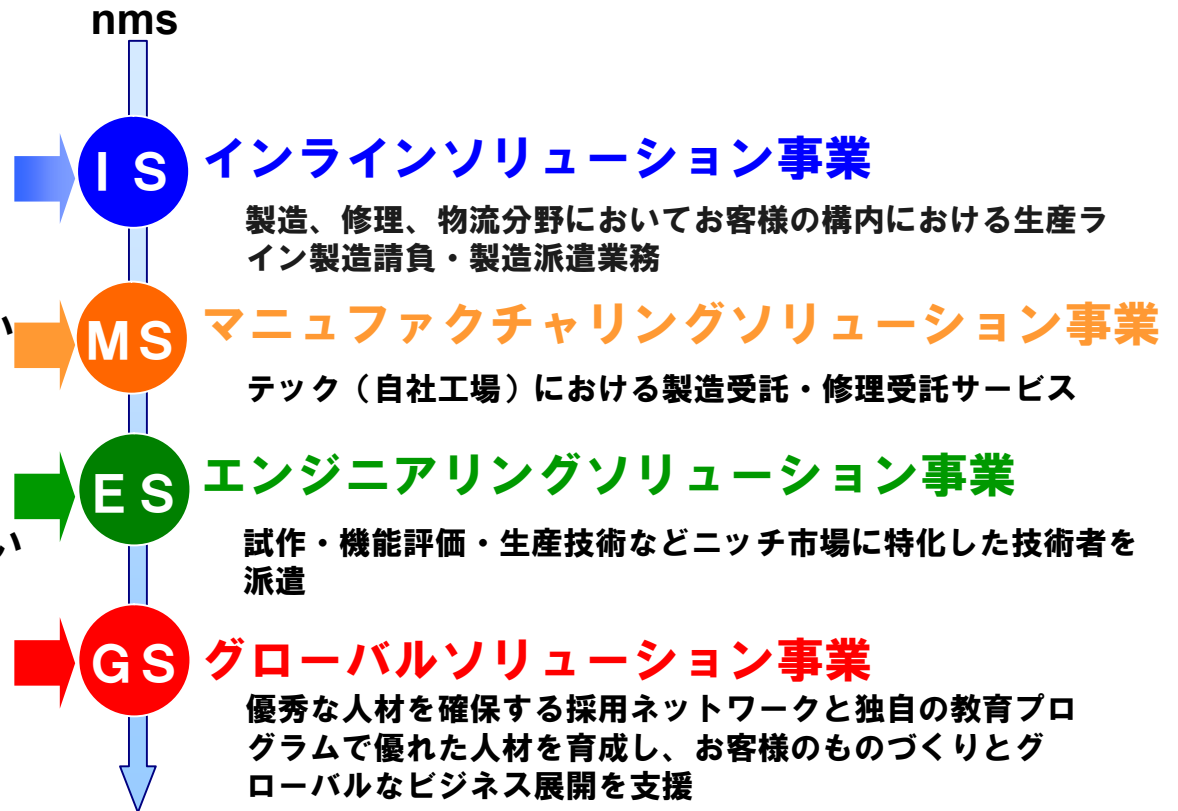 nms
IS インラインソリューション事業
製造、修理、物流分野においてお客様の構内における生産ラ
イン製造請負・製造派遣業務
い
MS マニュファクチャリングソリューション事業
テック（自社工場）における製造受託・修理受託サービス
ES エンジニアリングソリューション事業
い
試作・機能評価・生産技術などニッチ市場に特化した技術者を
派遣
GS グローバルソリューション事業
優秀な人材を確保する採用ネットワークと独自の教育プロ
グラムで優れた人材を育成し、お客様のものづくりとグ
ローバルなビジネス展開を支援